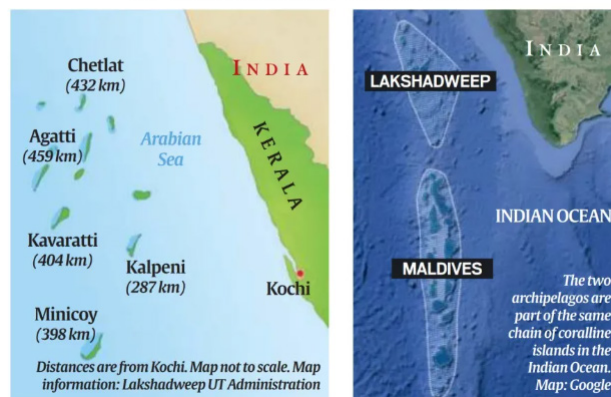 Chetlat
(432 km)
INDIA
Agatti
(459 km)
Arabian
Sea
KERALA
Kavaratti
(404 km)
Kalpeni
(287 km)
Kochi
Minicoy
(398 km)
Distances are from Kochi. Map not to scale. Map
information: Lakshadweep UT Administration
INDIA
LAKSHADWEEP
INDIAN OCEAN
MALDIVES
The two
archipelagos are
part of the same
chain of coralline
islands in the
Indian Ocean.
Map: Google